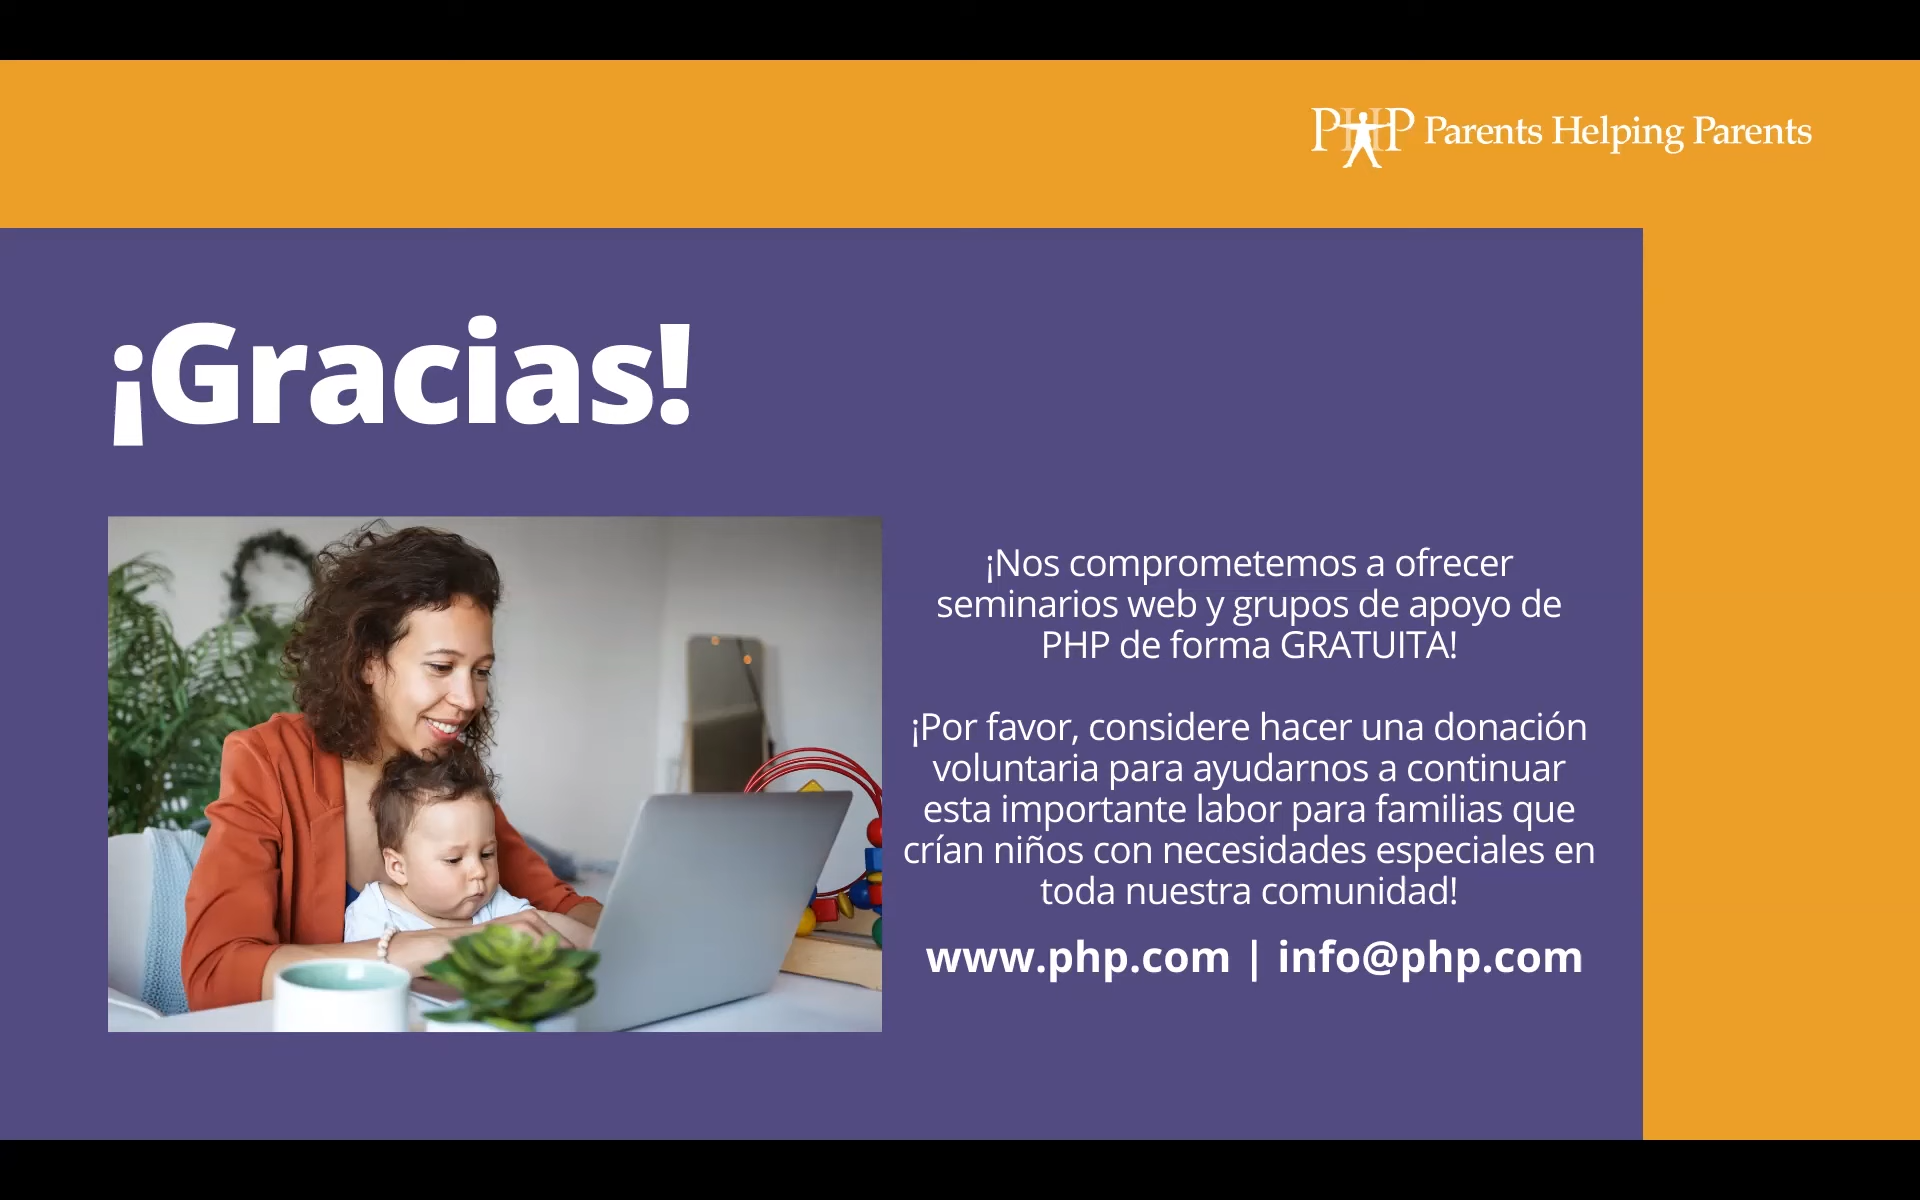 PHP Parents Helping Parents
¡Gracias!
¡Nos comprometemos a ofrecer
seminarios web y grupos de apoyo de
PHP de forma GRATUITA!
¡Por favor, considere hacer una donación
voluntaria para ayudarnos a continuar
esta importante labor para familias que
crían niños con necesidades especiales en
toda nuestra comunidad!
www.php.com | info@php.com